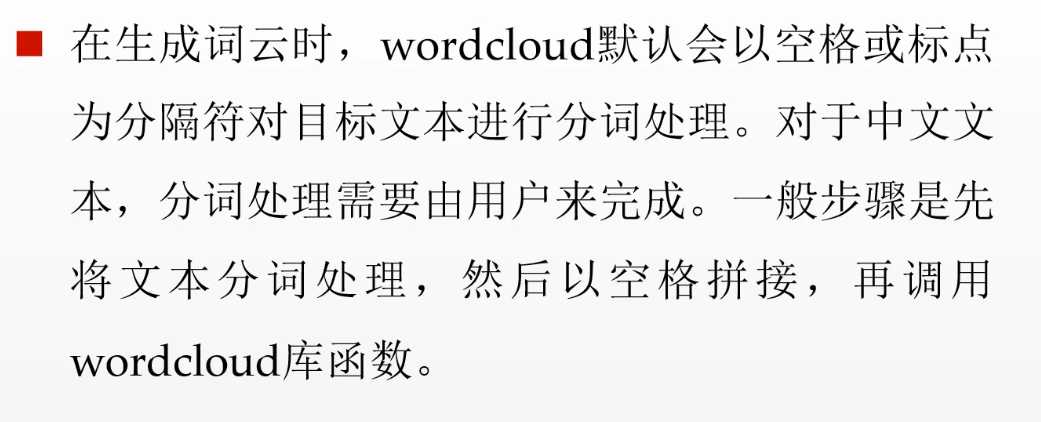 在生成词云时，wordcloud默认会以空格或标点
为分隔符对目标文本进行分词处理。对于中文文
本，分词处理需要由用户来完成。一般步骤是先
将文本分词处理，然后以空格拼接，再调用
wordcloud库函数。